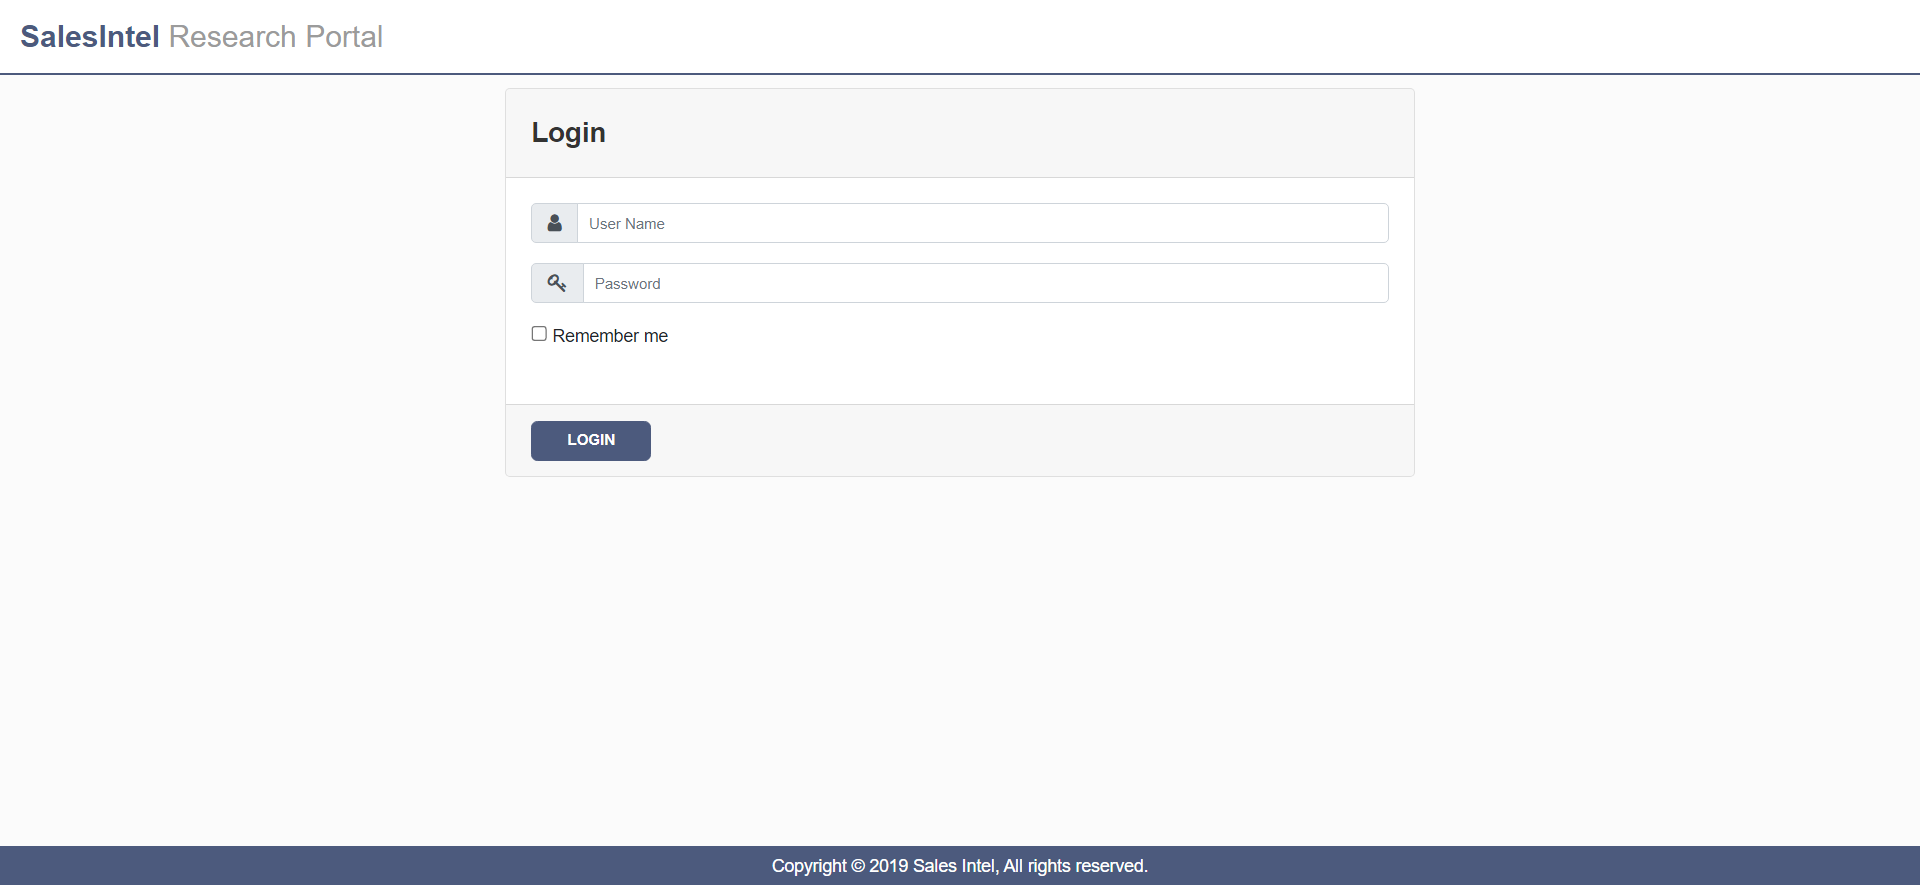 SalesIntel Research Portal
Login
User Name
Password
Remember me
LOGIN
Copyright © 2019 Sales Intel, All rights reserved.